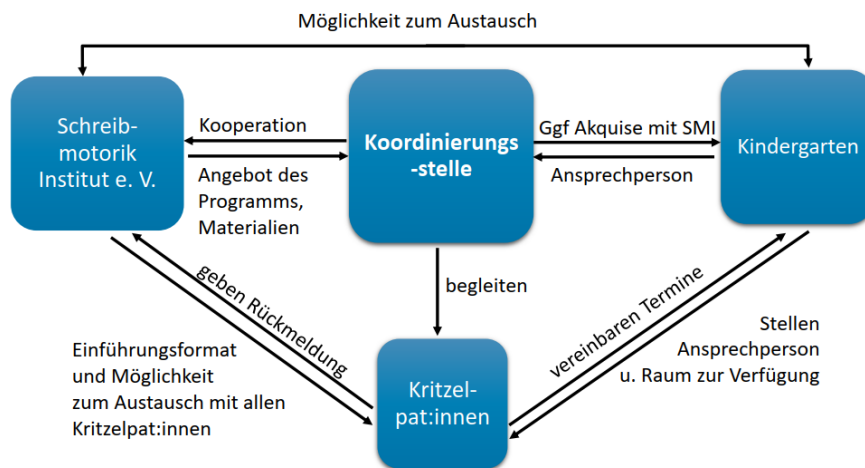 Möglichkeit zum Austausch
Schreib-
motorik
Institut e. V.
Kooperation
Angebot des
Programms,
Materialien
Koordinierungs
-stelle
Ggf Akquise mit SMI
Ansprechperson
Kindergarten
geben Rückmeldung
begleiten
vereinbaren Termine
Einführungsformat
und Möglichkeit
zum Austausch mit allen
Kritzelpat:innen
Kritzel-
pat:innen
Stellen
Ansprechperson
u. Raum zur Verfügung